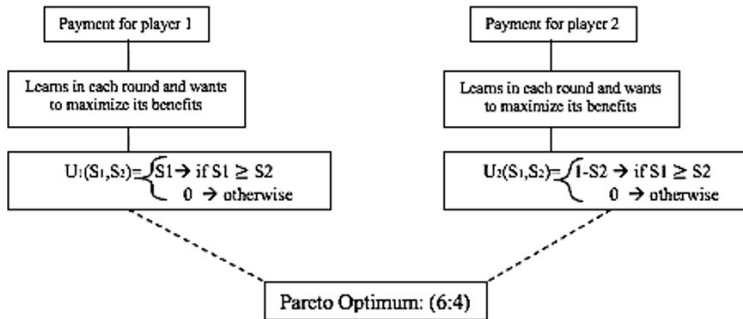 Payment for player 1
Learns in each round and wants
to maximize its benefits
U1(S1,S2)= S1 → if S1 ≥ S2
0 → otherwise
Payment for player 2
Learns in each round and wants
to maximize its benefits
U2(S1,S2)= 1-S2 → if S1 ≥ S2
0 → otherwise
Pareto Optimum: (6:4)